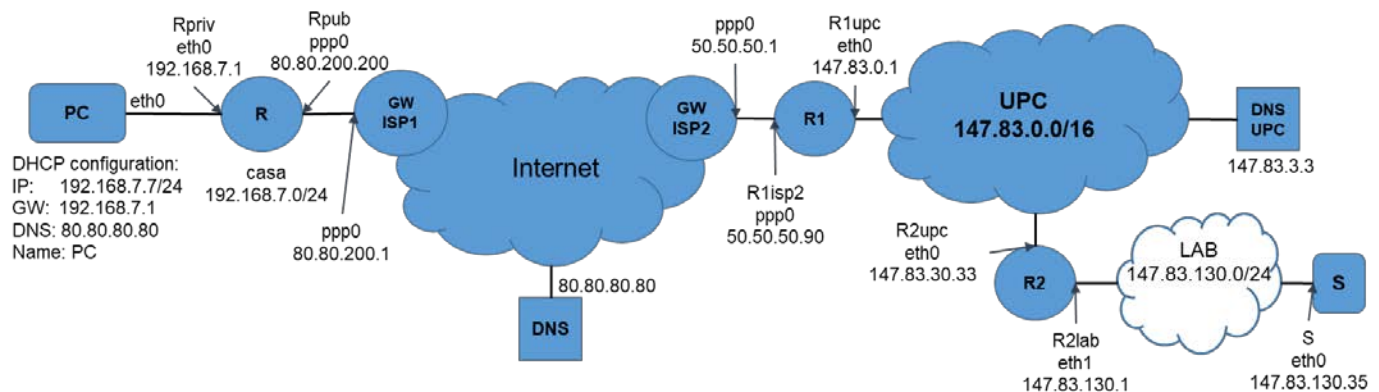 PC
eth0
DHCP configuration:
IP: 192.168.7.7/24
GW: 192.168.7.1
DNS: 80.80.80.80
Name: PC
Rpriv
eth0
192.168.7.1
R
casa
192.168.7.0/24
Rpub
ppp0
80.80.200.200
GW
ISP1
ppp0
80.80.200.1
Internet
80.80.80.80
DNS
GW
ISP2
ppp0
50.50.50.1
R1isp2
ppp0
50.50.50.90
R1
R1upc
eth0
147.83.0.1
UPC
147.83.0.0/16
DNS
UPC
147.83.3.3
R2upc
eth0
147.83.30.33
R2
R2lab
eth1
147.83.130.1
LAB
147.83.130.0/24
S
S
eth0
147.83.130.35